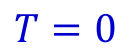 T = 0